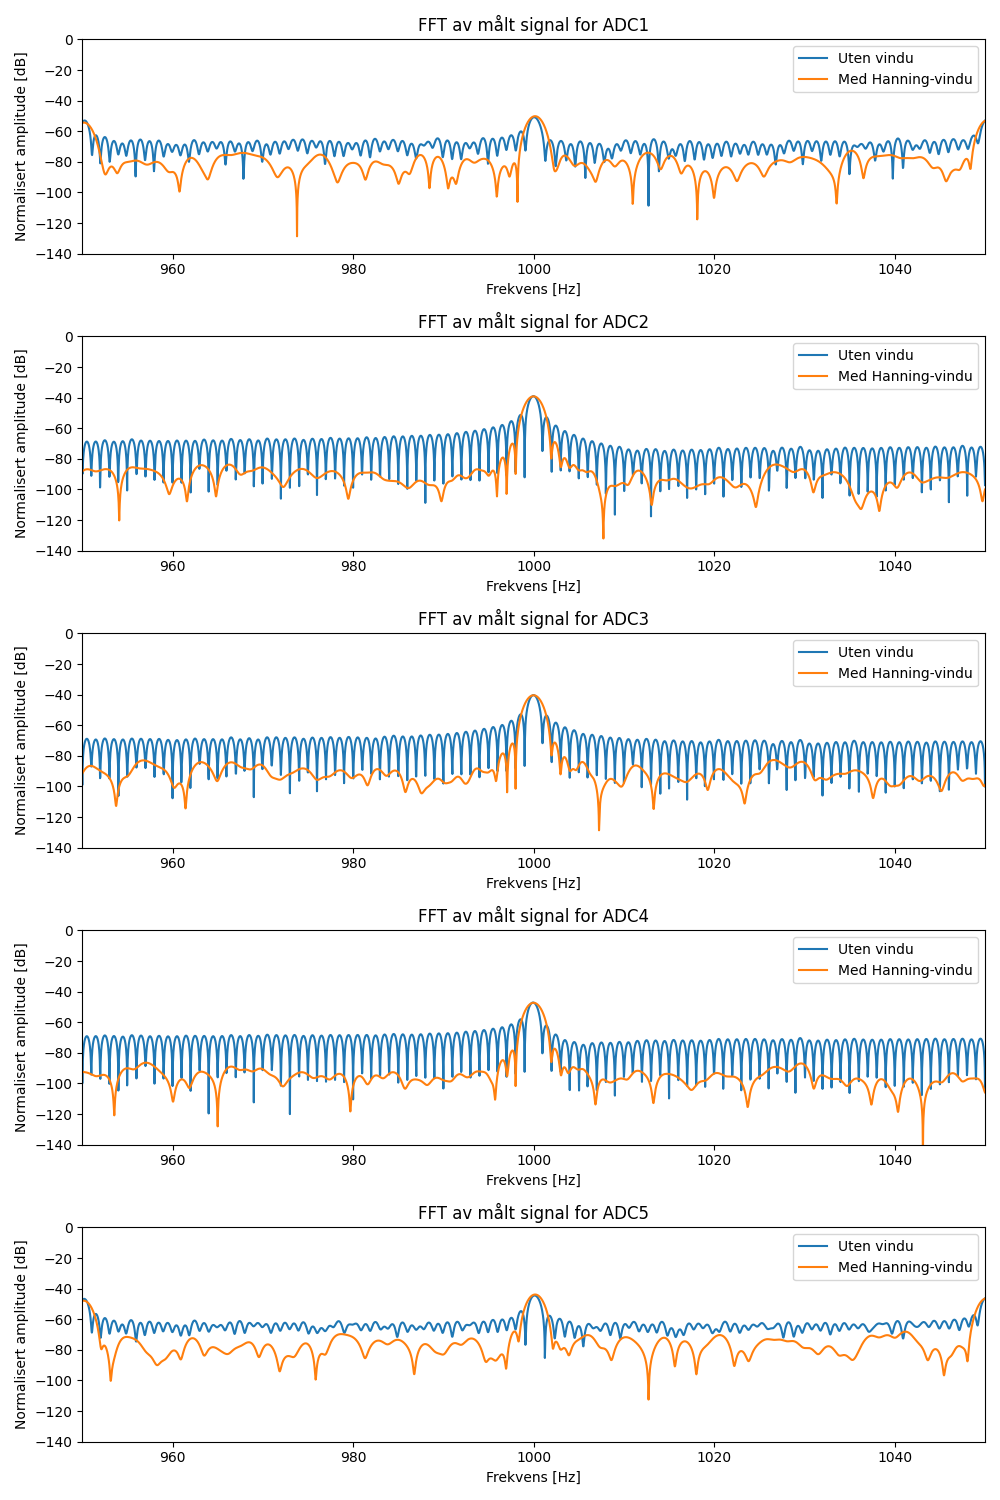 FFT av målt signal for ADC1
Normalisert amplitude [dB]
0
−20
−40
−60
−80
−100
−120
−140
Uten vindu
Med Hanning-vindu
960 980 1000 1020 1040
Frekvens [Hz]
FFT av målt signal for ADC2
Normalisert amplitude [dB]
0
−20
−40
−60
−80
−100
−120
−140
Uten vindu
Med Hanning-vindu
960 980 1000 1020 1040
Frekvens [Hz]
FFT av målt signal for ADC3
Normalisert amplitude [dB]
0
−20
−40
−60
−80
−100
−120
−140
Uten vindu
Med Hanning-vindu
960 980 1000 1020 1040
Frekvens [Hz]
FFT av målt signal for ADC4
Normalisert amplitude [dB]
0
−20
−40
−60
−80
−100
−120
−140
Uten vindu
Med Hanning-vindu
960 980 1000 1020 1040
Frekvens [Hz]
FFT av målt signal for ADC5
Normalisert amplitude [dB]
0
−20
−40
−60
−80
−100
−120
−140
Uten vindu
Med Hanning-vindu
960 980 1000 1020 1040
Frekvens [Hz]